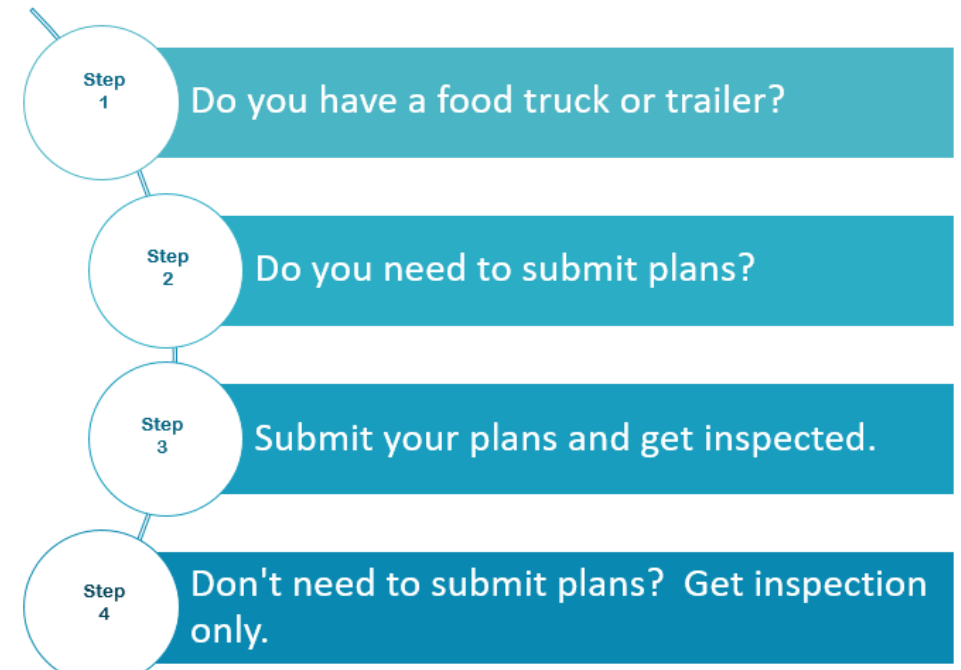 Step
1
Do you have a food truck or trailer?
Step
2
Do you need to submit plans?
Step
3
Submit your plans and get inspected.
Step
4
Don't need to submit plans?  Get inspection
only.